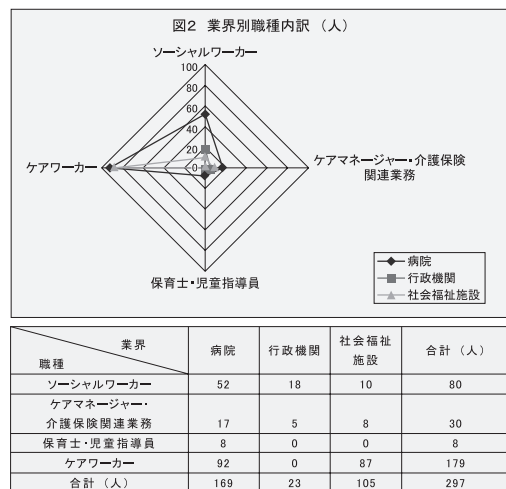 図2 業界別職種内訳（人）
ソーシャルワーカー
100
80
60
40
20
0
ケアワーカー
ケアマネージャー・介護保険
関連業務
保育士・児童指導員
病院
行政機関
社会福祉施設
業界
職種
病院
行政機関
社会福祉
施設
合計（人）
ソーシャルワーカー 52 18 10 80
ケアマネージャー・
介護保険関連業務 17 5 8 30
保育士・児童指導員 8 0 0 8
ケアワーカー 92 0 87 179
合計（人） 169 23 105 297